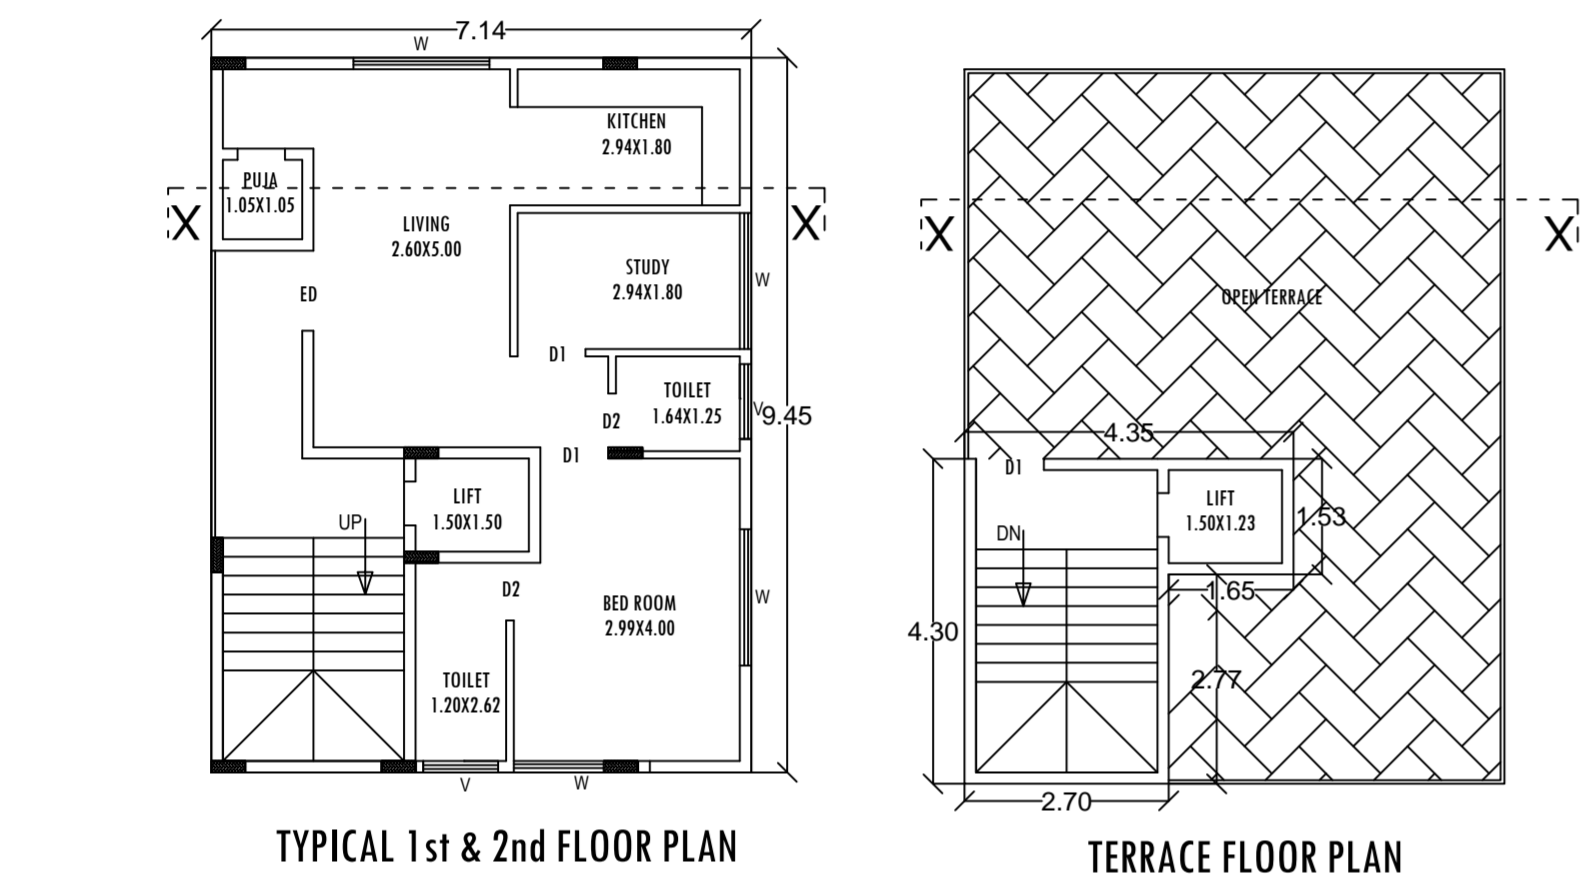 7.14
W
KITCHEN
2.94X1.80
PUJA
1.05X1.05
X
X
LIVING
2.60X5.00
STUDY
2.94X1.80
W
ED
D1
TOILET
1.64X1.25
V
9.45
D2
D1
LIFT
1.50X1.50
UP
D2
BED ROOM
2.99X4.00
W
TOILET
1.20X2.62
V
W
TYPICAL 1st & 2nd FLOOR PLAN
X
X
OPEN TERRACE
4.35
D1
LIFT
1.50X1.23
1.53
DN
1.65
4.30
2.77
2.70
TERRACE FLOOR PLAN